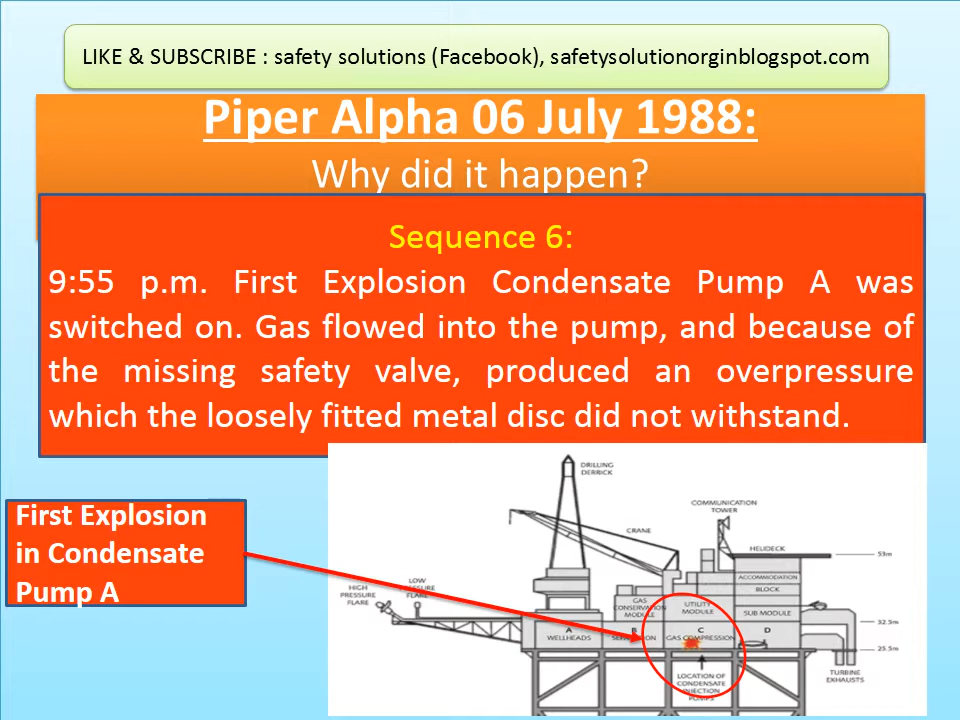 LIKE & SUBSCRIBE : safety solutions (Facebook), safetysolutionorginblogspot.com
Piper Alpha 06 July 1988:
Why did it happen?
Sequence 6:
9:55 p.m. First Explosion Condensate Pump A was
switched on. Gas flowed into the pump, and because of
the missing safety valve, produced an overpressure
which the loosely fitted metal disc did not withstand.
First Explosion
in Condensate
Pump A
DRILLING
DERRICK
COMMUNICATION
TOWER
CRANE
HELIDECK
53m
ACCOMMODATION
BLOCK
HIGH
PRESSURE
FLARE
LOW
PRESSURE
FLARE
GAS
CONSERVATION
MODULE
UTILITY
MODULE
SUB MODULE
32.5m
A
WELLHEADS
B
C
GAS COMPRESSION
D
25.5m
LOCATION OF
CONDENSATE
INJECTION
PUMPS
TURBINE
EXHAUSTS